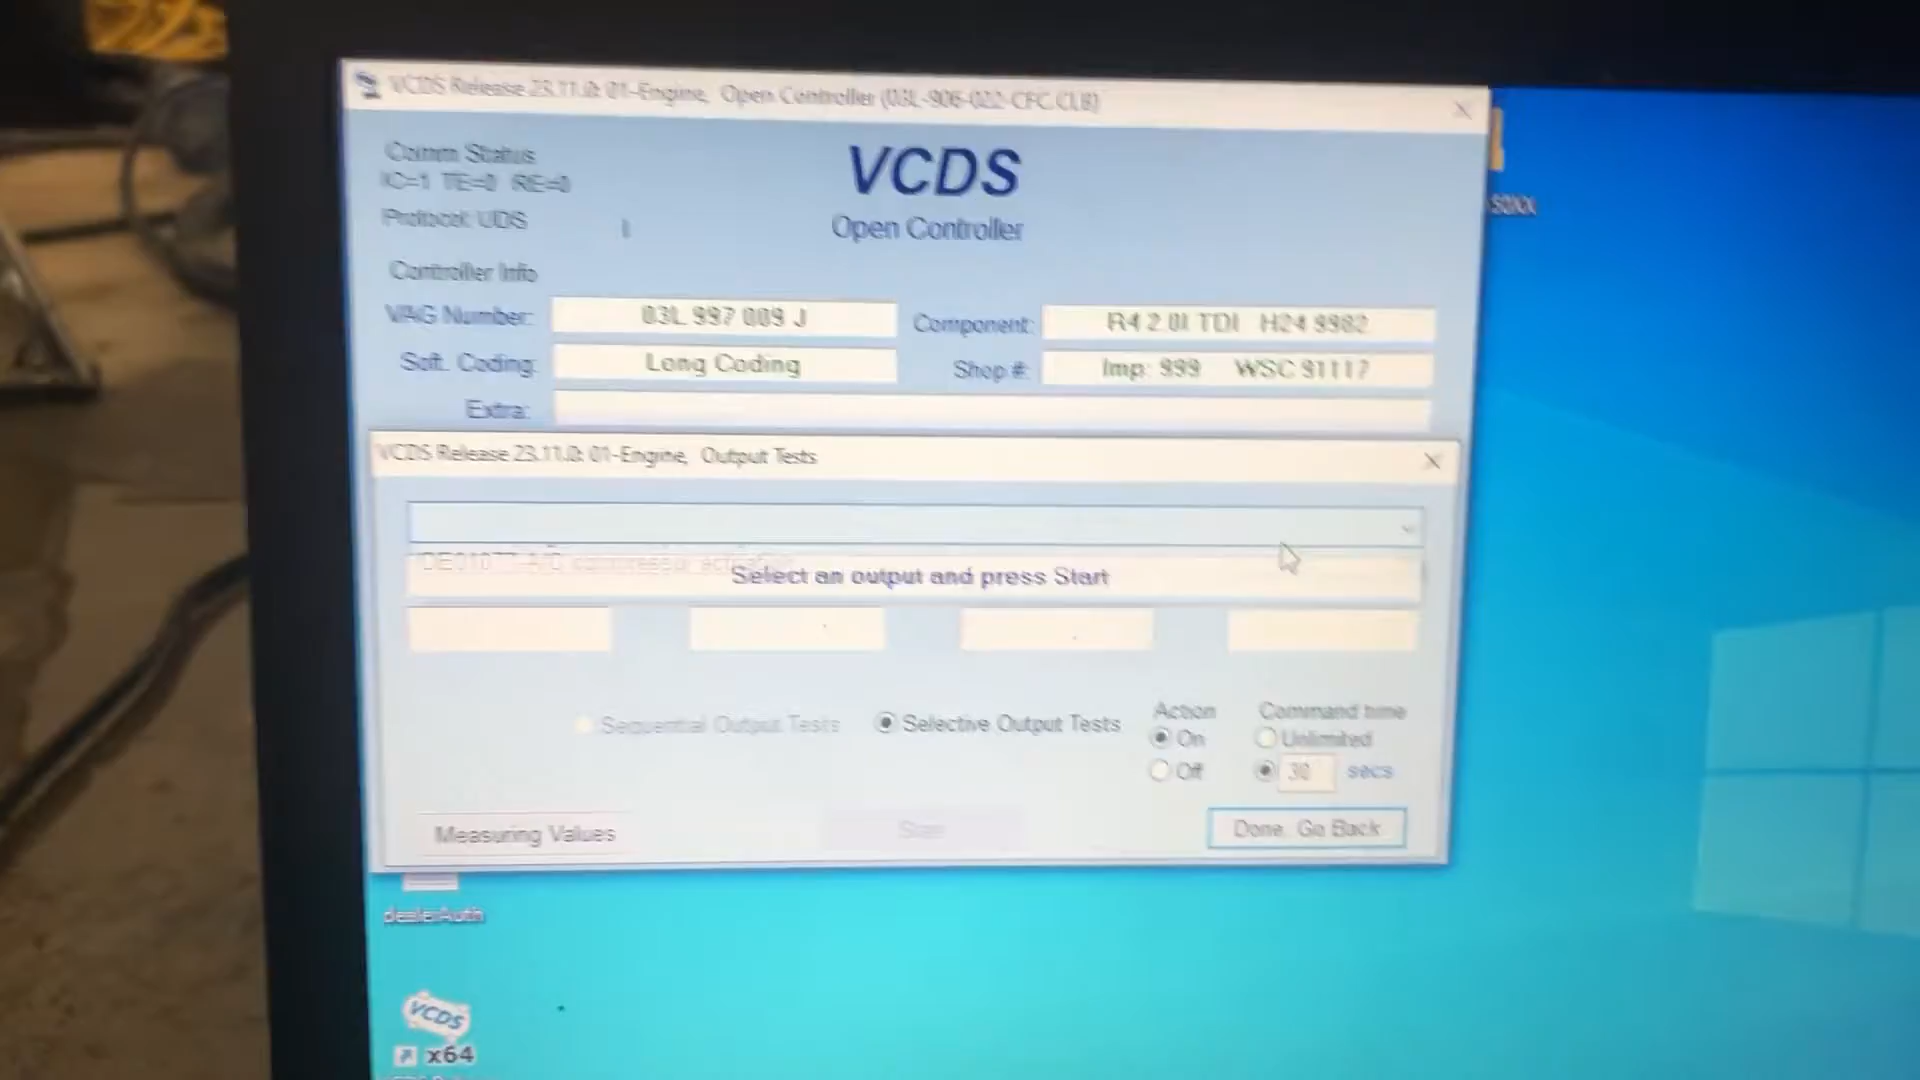 VCDS Release 23.11.0: 01-Engine, Open Controller (03L-906-022-CFC.CLB)
Comm Status
IC=1 TE=0 RE=0
Protocol: UDS
VCDS
Open Controller
Controller Info
VAG Number: 03L 997 009 J Component: R4 2.0l TDI H24 9982
Soft. Coding: Long Coding Shop #: Imp: 999 WSC 91117
Extra:
VCDS Release 23.11.0: 01-Engine, Output Tests
Select an output and press Start
Sequential Output Tests Selective Output Tests
Action
On
Off
Command time
Unlimited
30 secs
Measuring Values Start Done, Go Back
dealerAuth
VCDS
x64